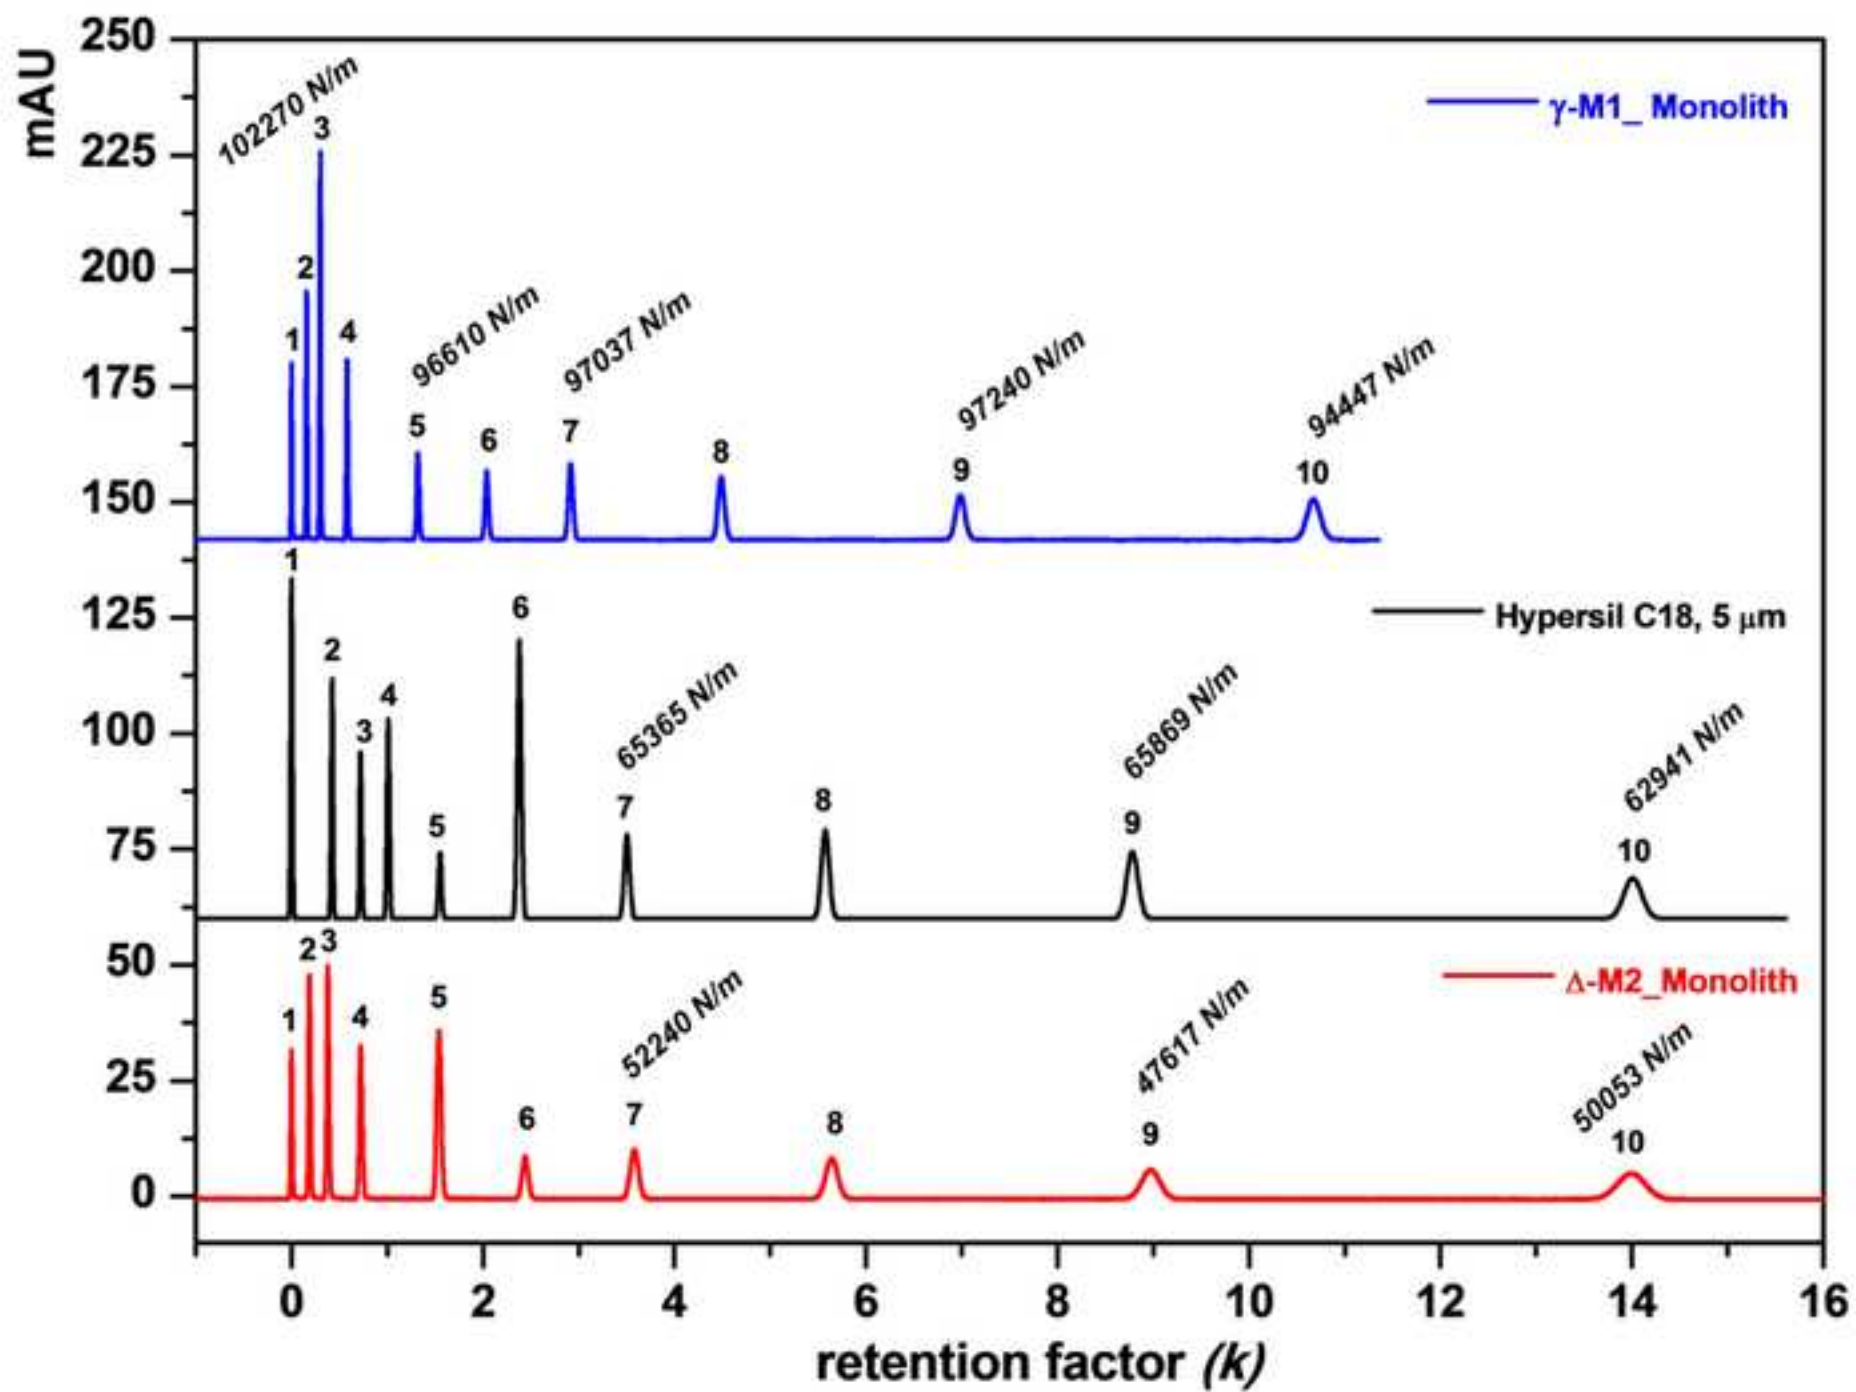 mAU
250
225
200
175
150
125
100
75
50
25
0
102270 N/m
1
2
3
4
5
6
7
8
9
10
96610 N/m
97037 N/m
97240 N/m
94447 N/m
γ-M1_ Monolith
1
2
3
4
5
6
7
8
9
10
65365 N/m
65869 N/m
62941 N/m
Hypersil C18, 5 μm
1
2
3
4
5
6
7
8
9
10
52240 N/m
47617 N/m
50053 N/m
Δ-M2_Monolith
0 2 4 6 8 10 12 14 16
retention factor (k)